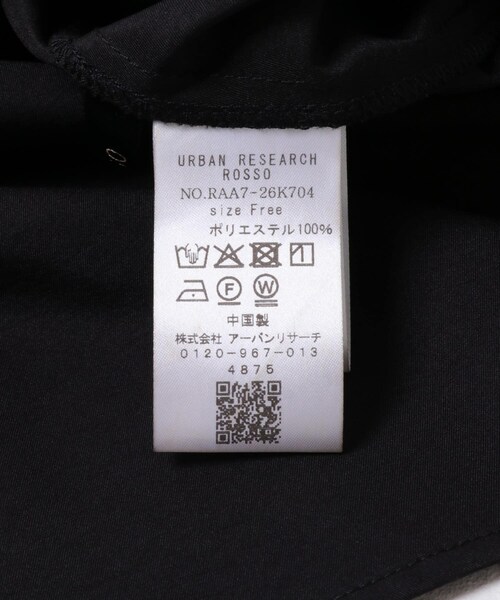 URBAN RESEARCH
ROSSO
NO.RAA7-26K704
size Free
ポリエステル100%
F W
中国製
株式会社 アーバンリサーチ
0120-967-013
4875